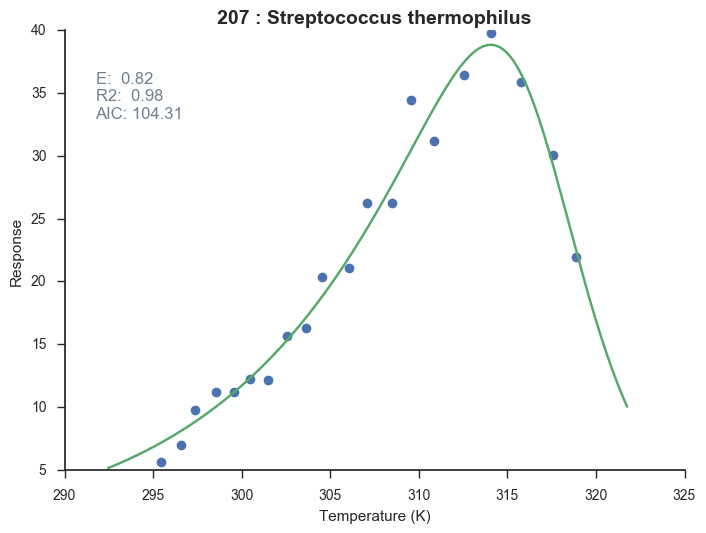 207 : Streptococcus thermophilus
E:  0.82
R2:  0.98
AIC: 104.31
Response
40
35
30
25
20
15
10
5
290 295 300 305 310 315 320 325
Temperature (K)